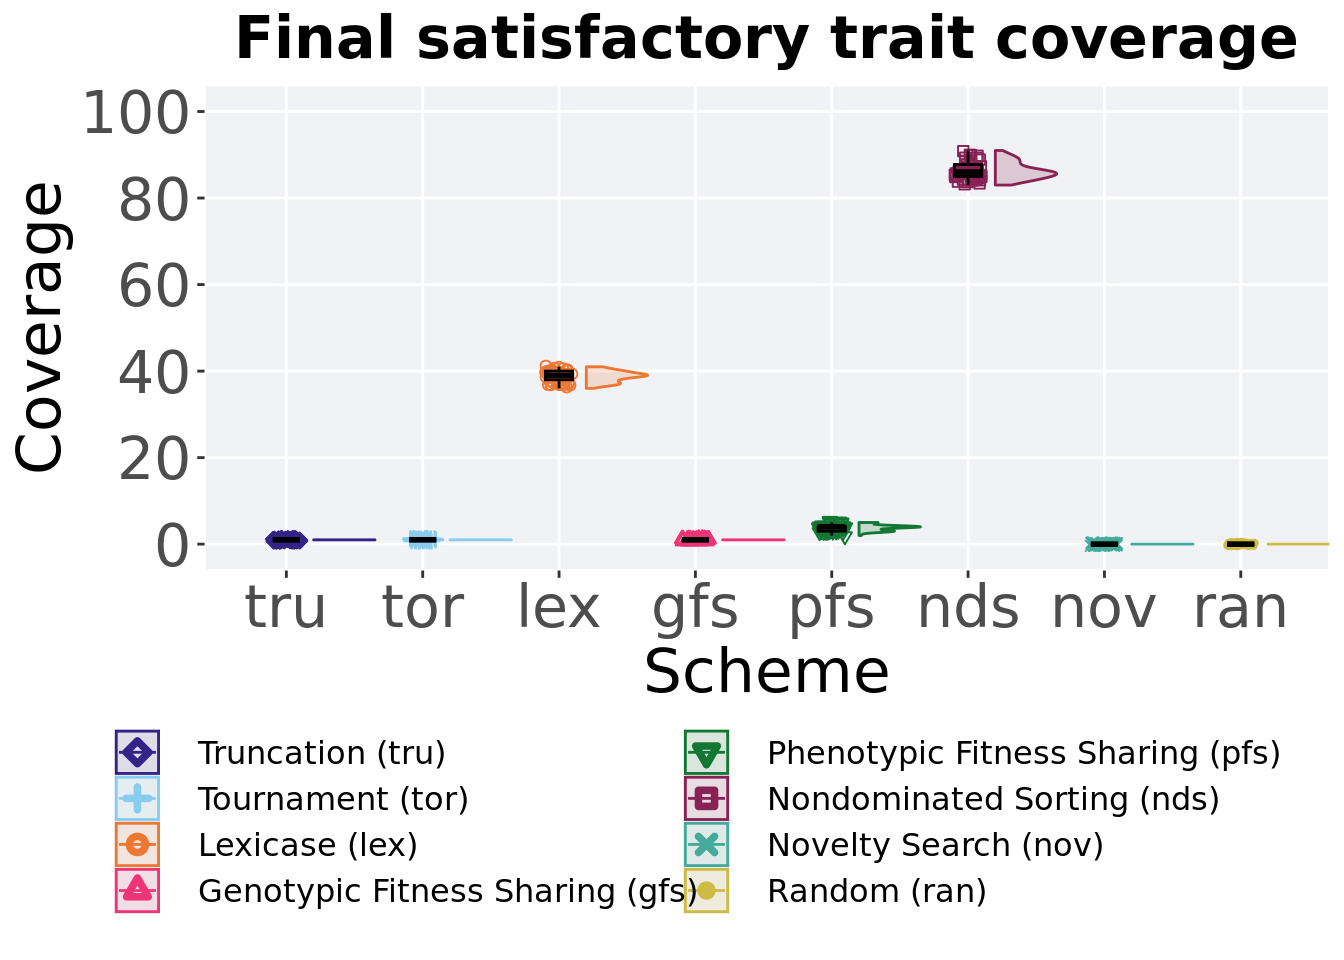 Final satisfactory trait coverage
100
80
60
40
20
0
Coverage
tru tor lex gfs pfs nds nov ran
Scheme
Truncation (tru)
Tournament (tor)
Lexicase (lex)
Genotypic Fitness Sharing (gfs)
Phenotypic Fitness Sharing (pfs)
Nondominated Sorting (nds)
Novelty Search (nov)
Random (ran)